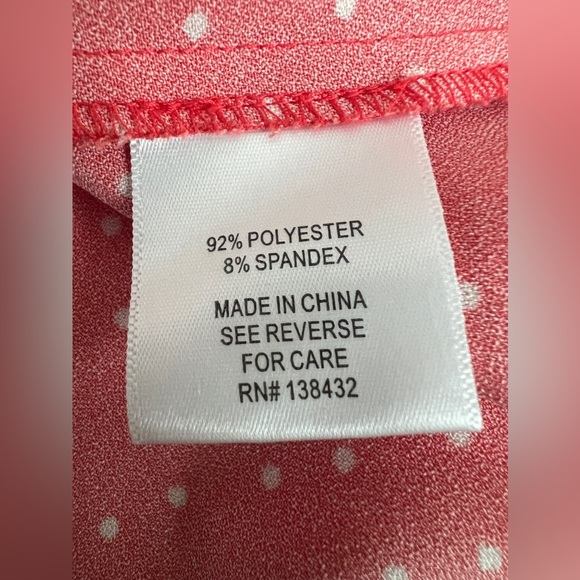 92% POLYESTER
8% SPANDEX
MADE IN CHINA
SEE REVERSE
FOR CARE
RN# 138432